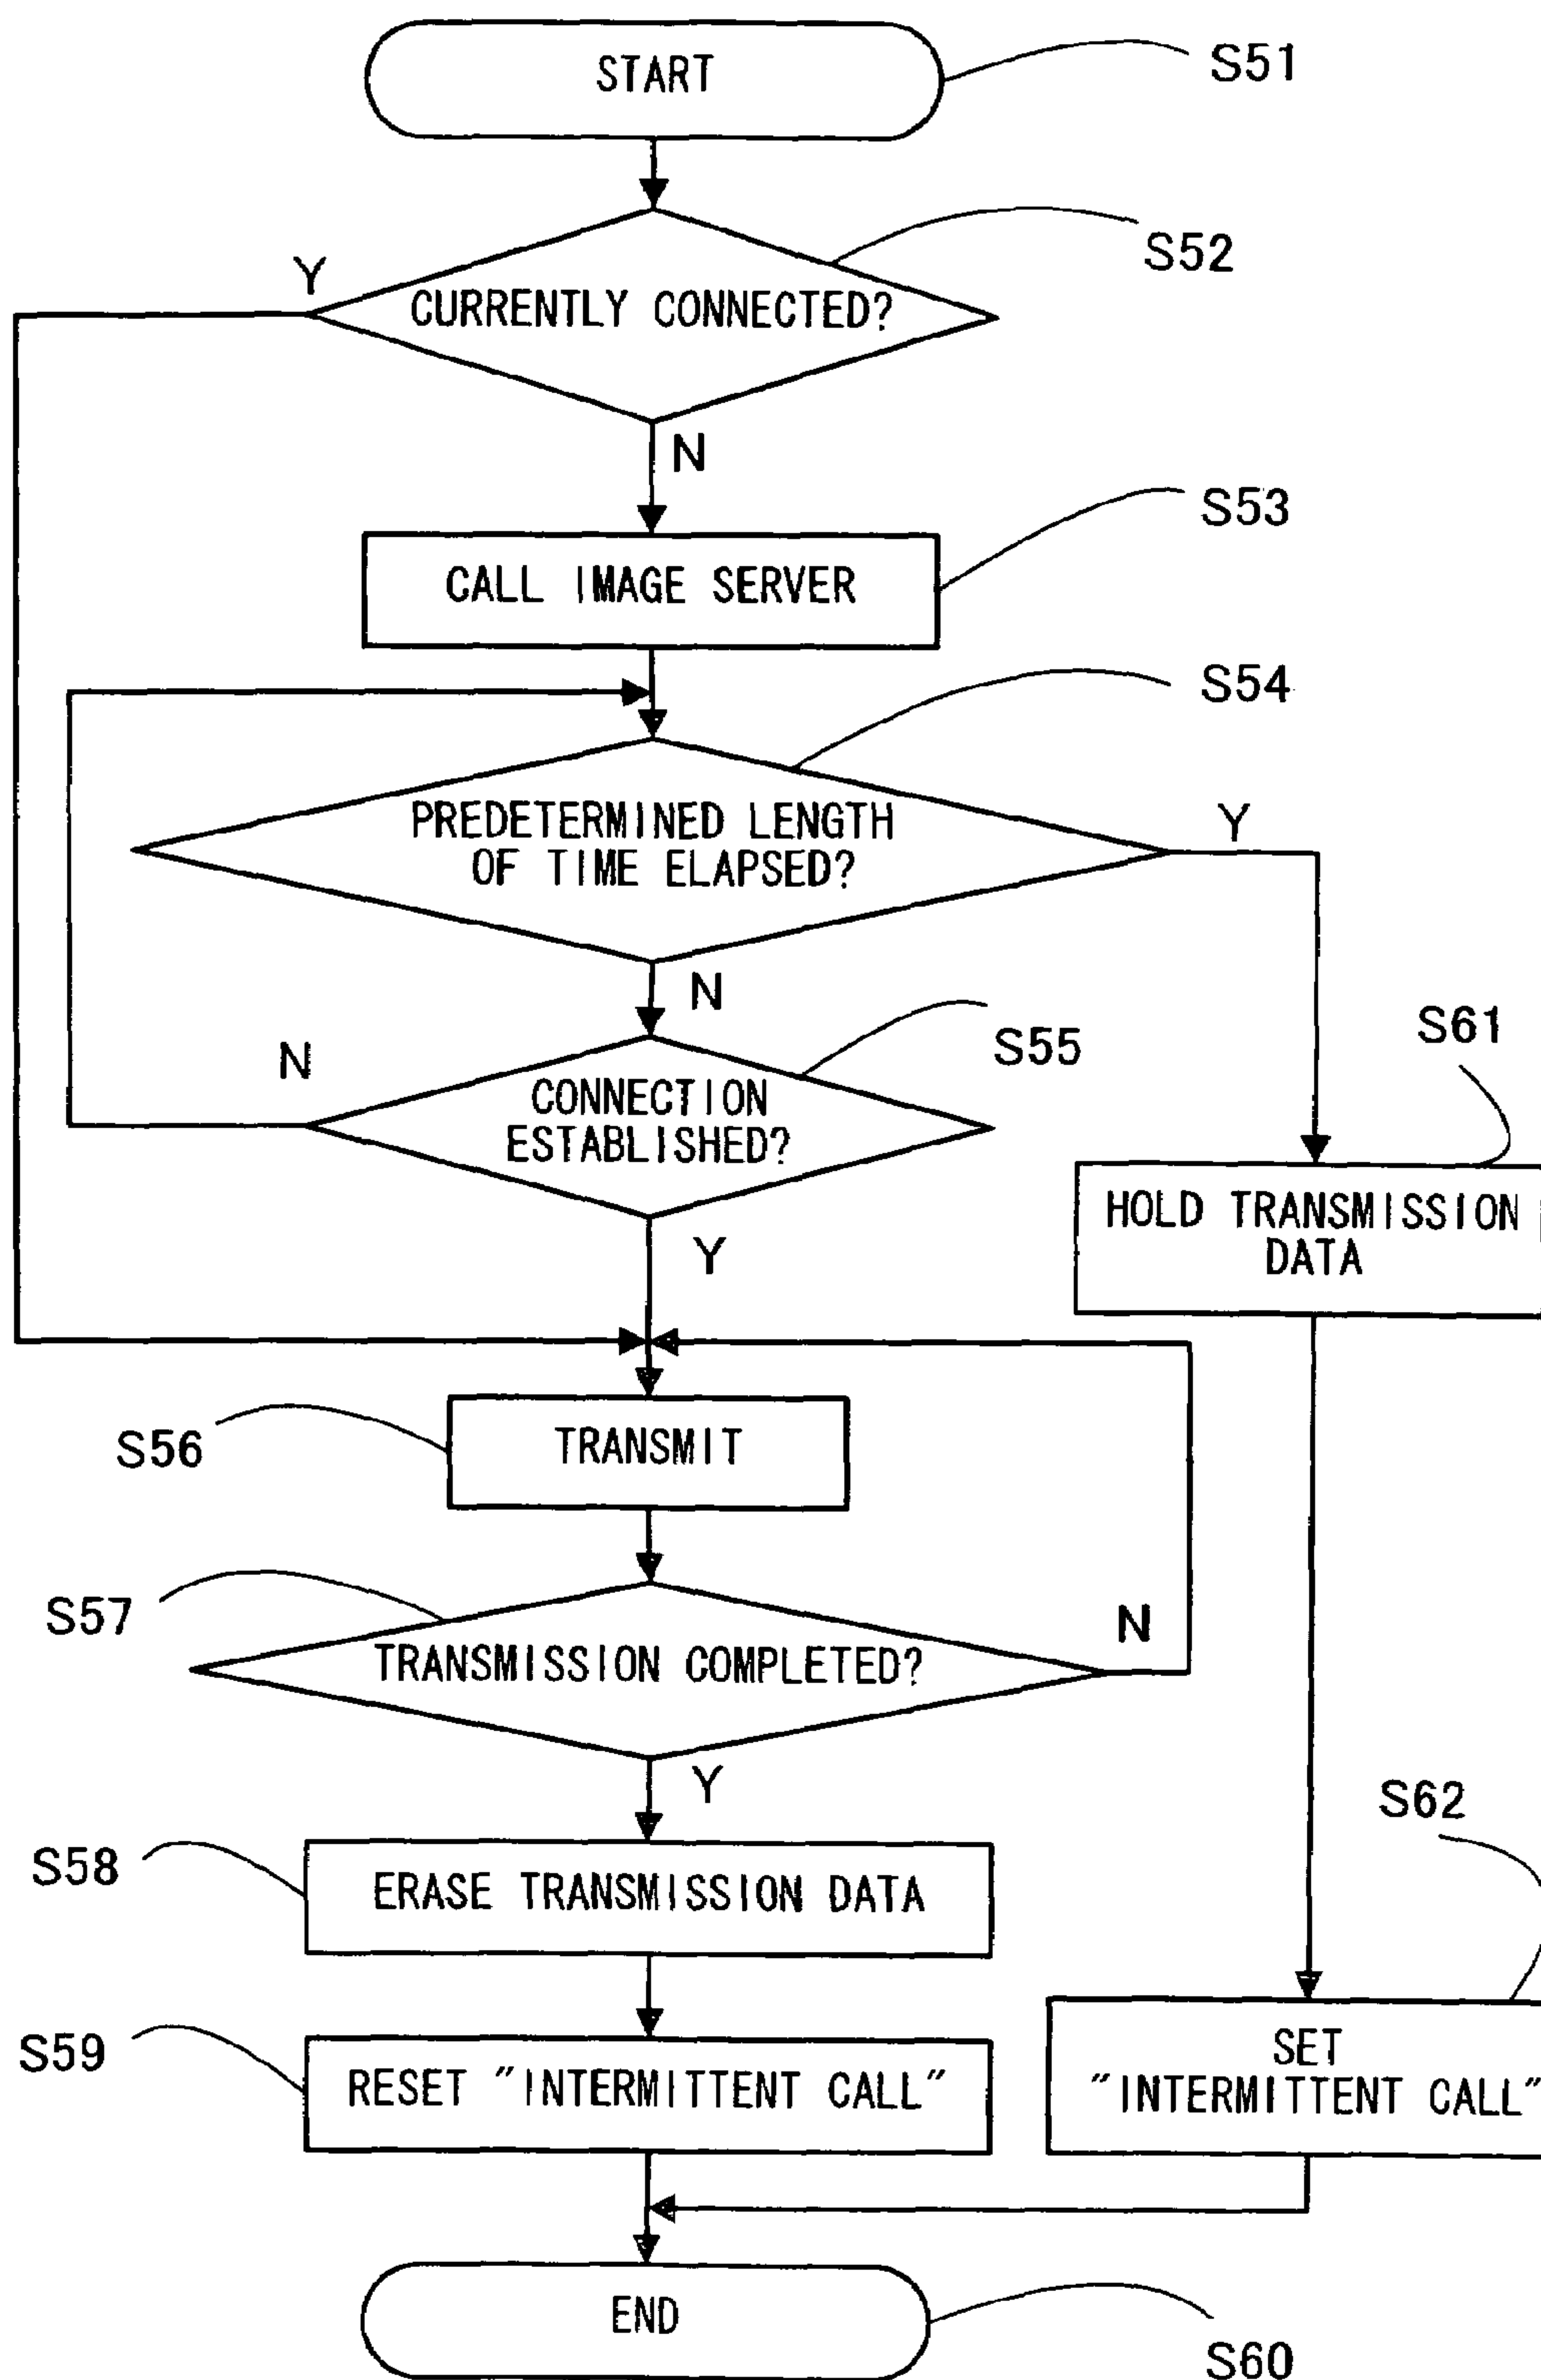 START
S51
S52
Y
CURRENTLY CONNECTED?
N
S53
CALL IMAGE SERVER
S54
PREDETERMINED LENGTH
OF TIME ELAPSED?
Y
N
S55
N
CONNECTION
ESTABLISHED?
S61
HOLD TRANSMISSION
DATA
Y
S56
TRANSMIT
S57
TRANSMISSION COMPLETED?
N
Y
S62
S58
ERASE TRANSMISSION DATA
S59
RESET "INTERMITTENT CALL"
SET
"INTERMITTENT CALL"
END
S60